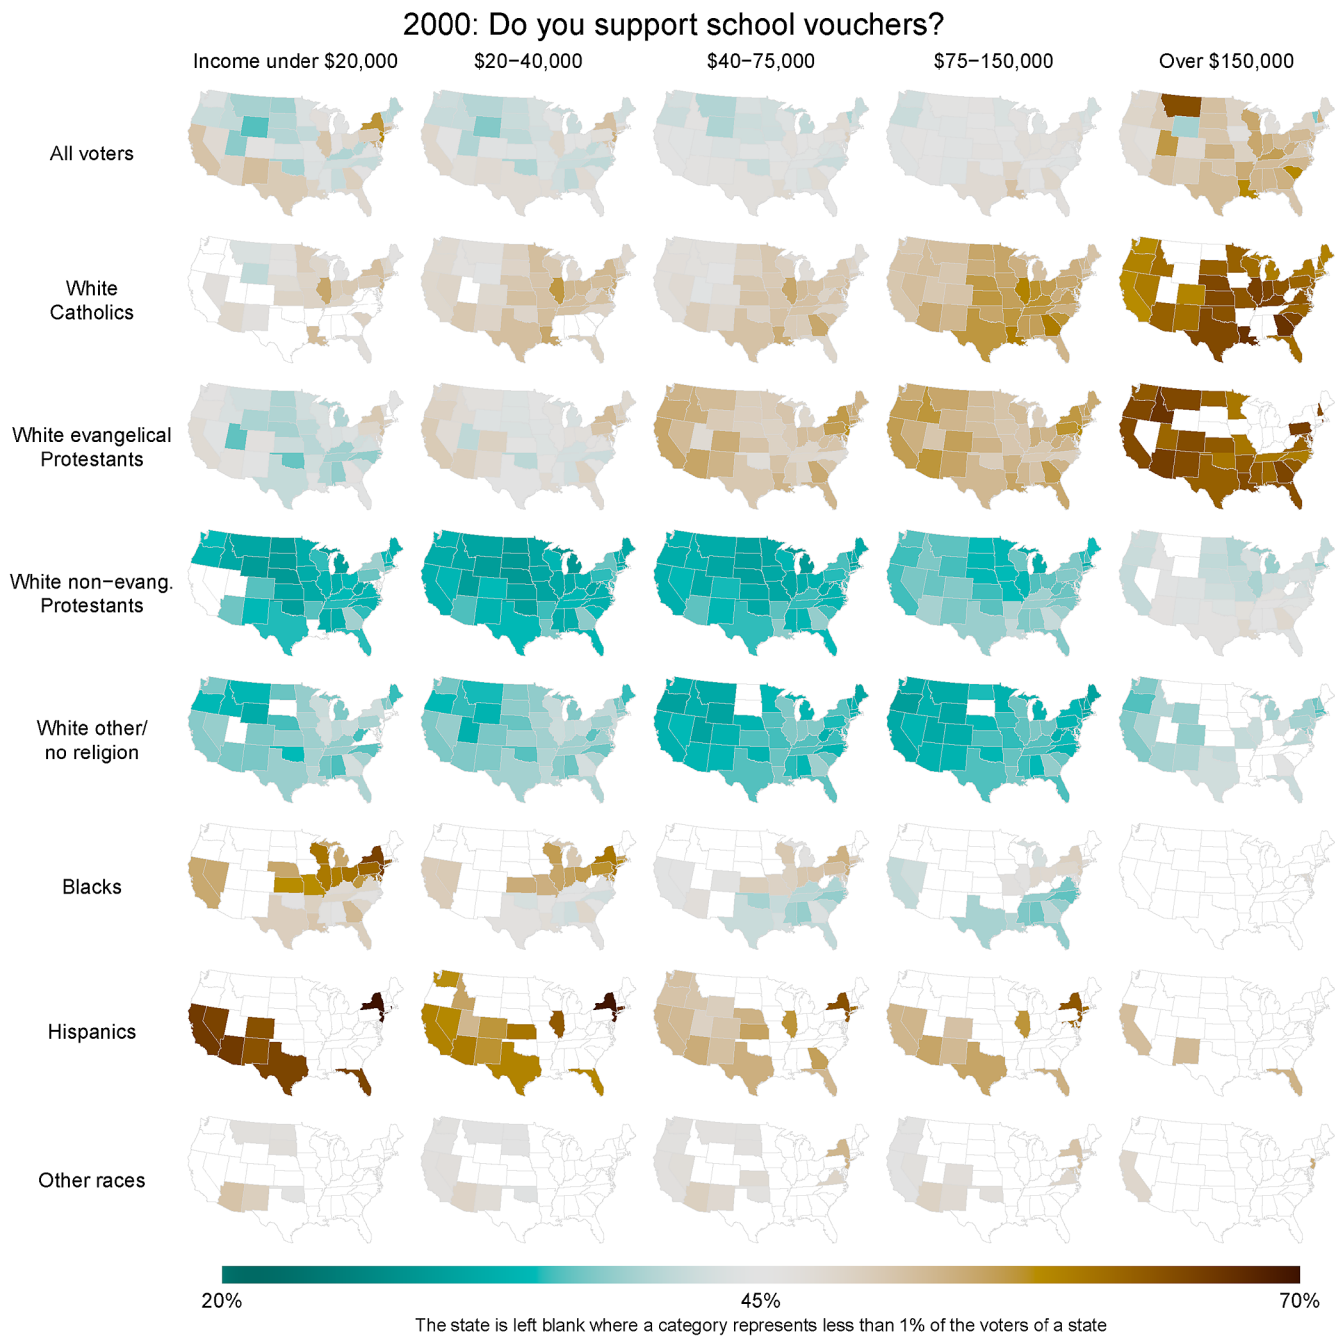 2000: Do you support school vouchers?
Income under $20,000
$20−40,000
$40−75,000
$75−150,000
Over $150,000
All voters
White
Catholics
White evangelical
Protestants
White non−evang.
Protestants
White other/
no religion
Blacks
Hispanics
Other races
20%
45%
70%
The state is left blank where a category represents less than 1% of the voters of a state